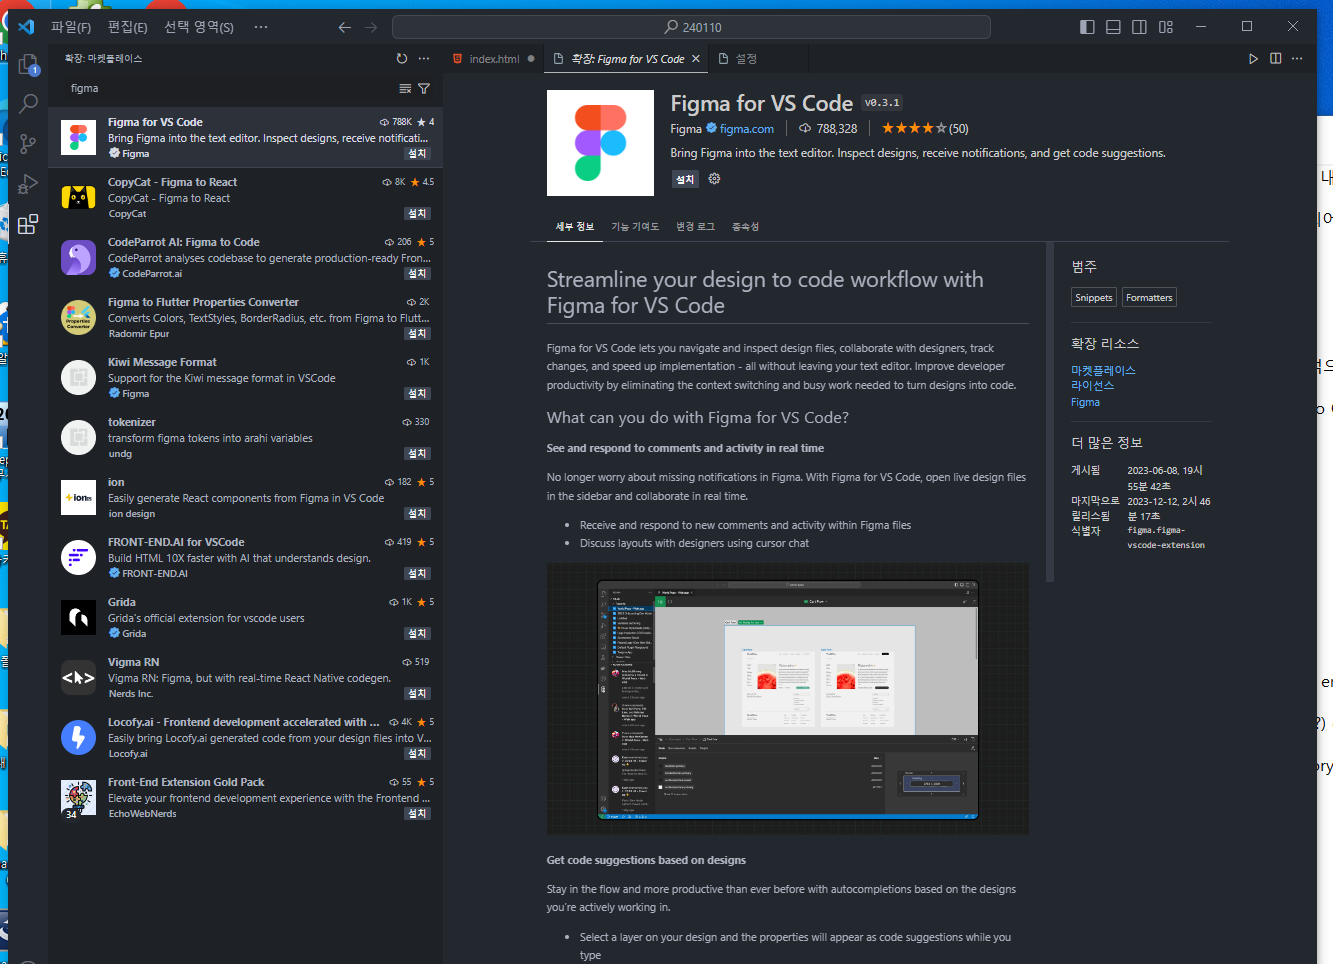 파일(F) 편집(E) 선택 영역(S) ···
240110
확장: 마켓플레이스
figma
1
Figma for VS Code 788K ★ 4
Bring Figma into the text editor. Inspect designs, receive notificati...
Figma 설치
CopyCat - Figma to React 8K ★ 4.5
CopyCat - Figma to React
CopyCat 설치
CodeParrot AI: Figma to Code 206 ★ 5
CodeParrot analyses codebase to generate production-ready Fron...
CodeParrot.ai 설치
Figma to Flutter Properties Converter 2K
Converts Colors, TextStyles, BorderRadius, etc. from Figma to Flutt...
Radomir Epur 설치
Kiwi Message Format 1K
Support for the Kiwi message format in VSCode
Figma 설치
tokenizer 330
transform figma tokens into arahi variables
undg 설치
ion 182 ★ 5
Easily generate React components from Figma in VS Code
ion design 설치
FRONT-END.AI for VSCode 419 ★ 5
Build HTML 10X faster with AI that understands design.
FRONT-END.AI 설치
Grida 1K ★ 5
Grida's official extension for vscode users
Grida 설치
Vigma RN 519
Vigma RN: Figma, but with real-time React Native codegen.
Nerds Inc. 설치
Locofy.ai - Frontend development accelerated with ... 4K ★ 5
Easily bring Locofy.ai generated code from your design files into V...
Locofy.ai 설치
Front-End Extension Gold Pack 55 ★ 5
Elevate your frontend development experience with the Frontend ...
34 EchoWebNerds 설치
index.html 확장: Figma for VS Code 설정
Figma for VS Code v0.3.1
Figma figma.com 788,328 ★★★★☆(50)
Bring Figma into the text editor. Inspect designs, receive notifications, and get code suggestions.
설치
세부 정보 기능 기여도 변경 로그 종속성
Streamline your design to code workflow with
Figma for VS Code
Figma for VS Code lets you navigate and inspect design files, collaborate with designers, track
changes, and speed up implementation - all without leaving your text editor. Improve developer
productivity by eliminating the context switching and busy work needed to turn designs into code.
What can you do with Figma for VS Code?
See and respond to comments and activity in real time
No longer worry about missing notifications in Figma. With Figma for VS Code, open live design files
in the sidebar and collaborate in real time.
• Receive and respond to new comments and activity within Figma files
• Discuss layouts with designers using cursor chat
Get code suggestions based on designs
Stay in the flow and more productive than ever before with autocompletions based on the designs
you're actively working in.
• Select a layer on your design and the properties will appear as code suggestions while you
type
범주
Snippets Formatters
확장 리소스
마켓플레이스
라이선스
Figma
더 많은 정보
게시됨 2023-06-08, 19시
55분 42초
마지막으로 2023-12-12, 2시 46
릴리스됨 분 17초
식별자 figma.figma-
vscode-extension